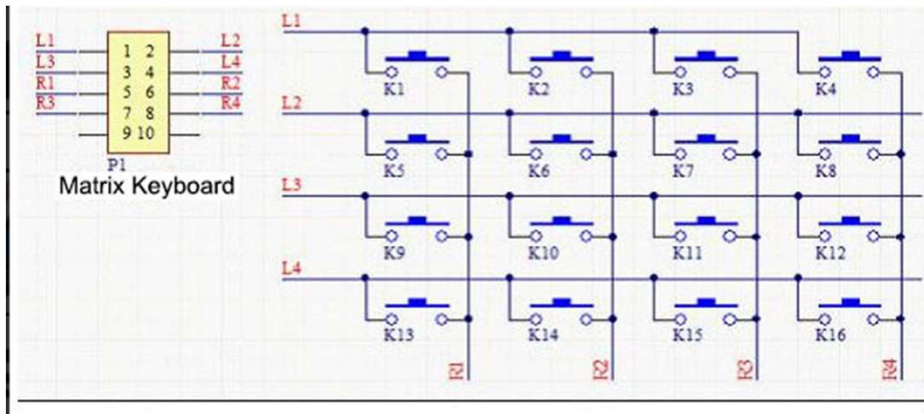 L1 1 2 L2
L3 3 4 L4
R1 5 6 R2
R3 7 8 R4
9 10
P1
Matrix Keyboard
L1
K1 K2 K3 K4
L2
K5 K6 K7 K8
L3
K9 K10 K11 K12
L4
K13 K14 K15 K16
R1 R2 R3 R4